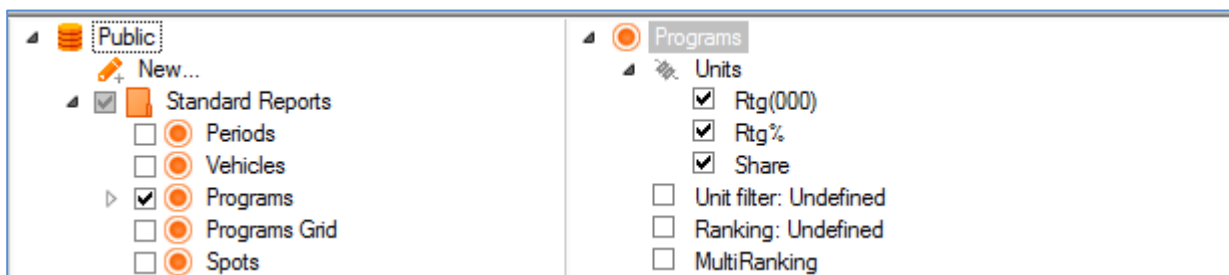 Public
New...
Standard Reports
Periods
Vehicles
Programs
Programs Grid
Spots
Programs
Units
Rtg(000)
Rtg%
Share
Unit filter: Undefined
Ranking: Undefined
MultiRanking